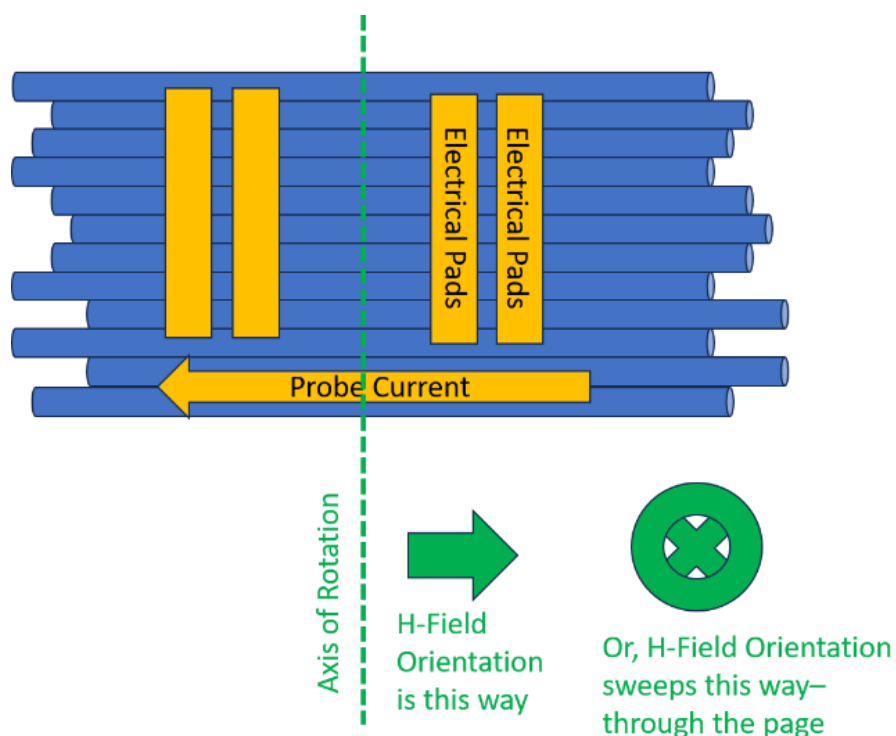 Electrical Pads
Electrical Pads
Probe Current
Axis of Rotation
H-Field
Orientation
is this way
Or, H-Field Orientation
sweeps this way–
through the page